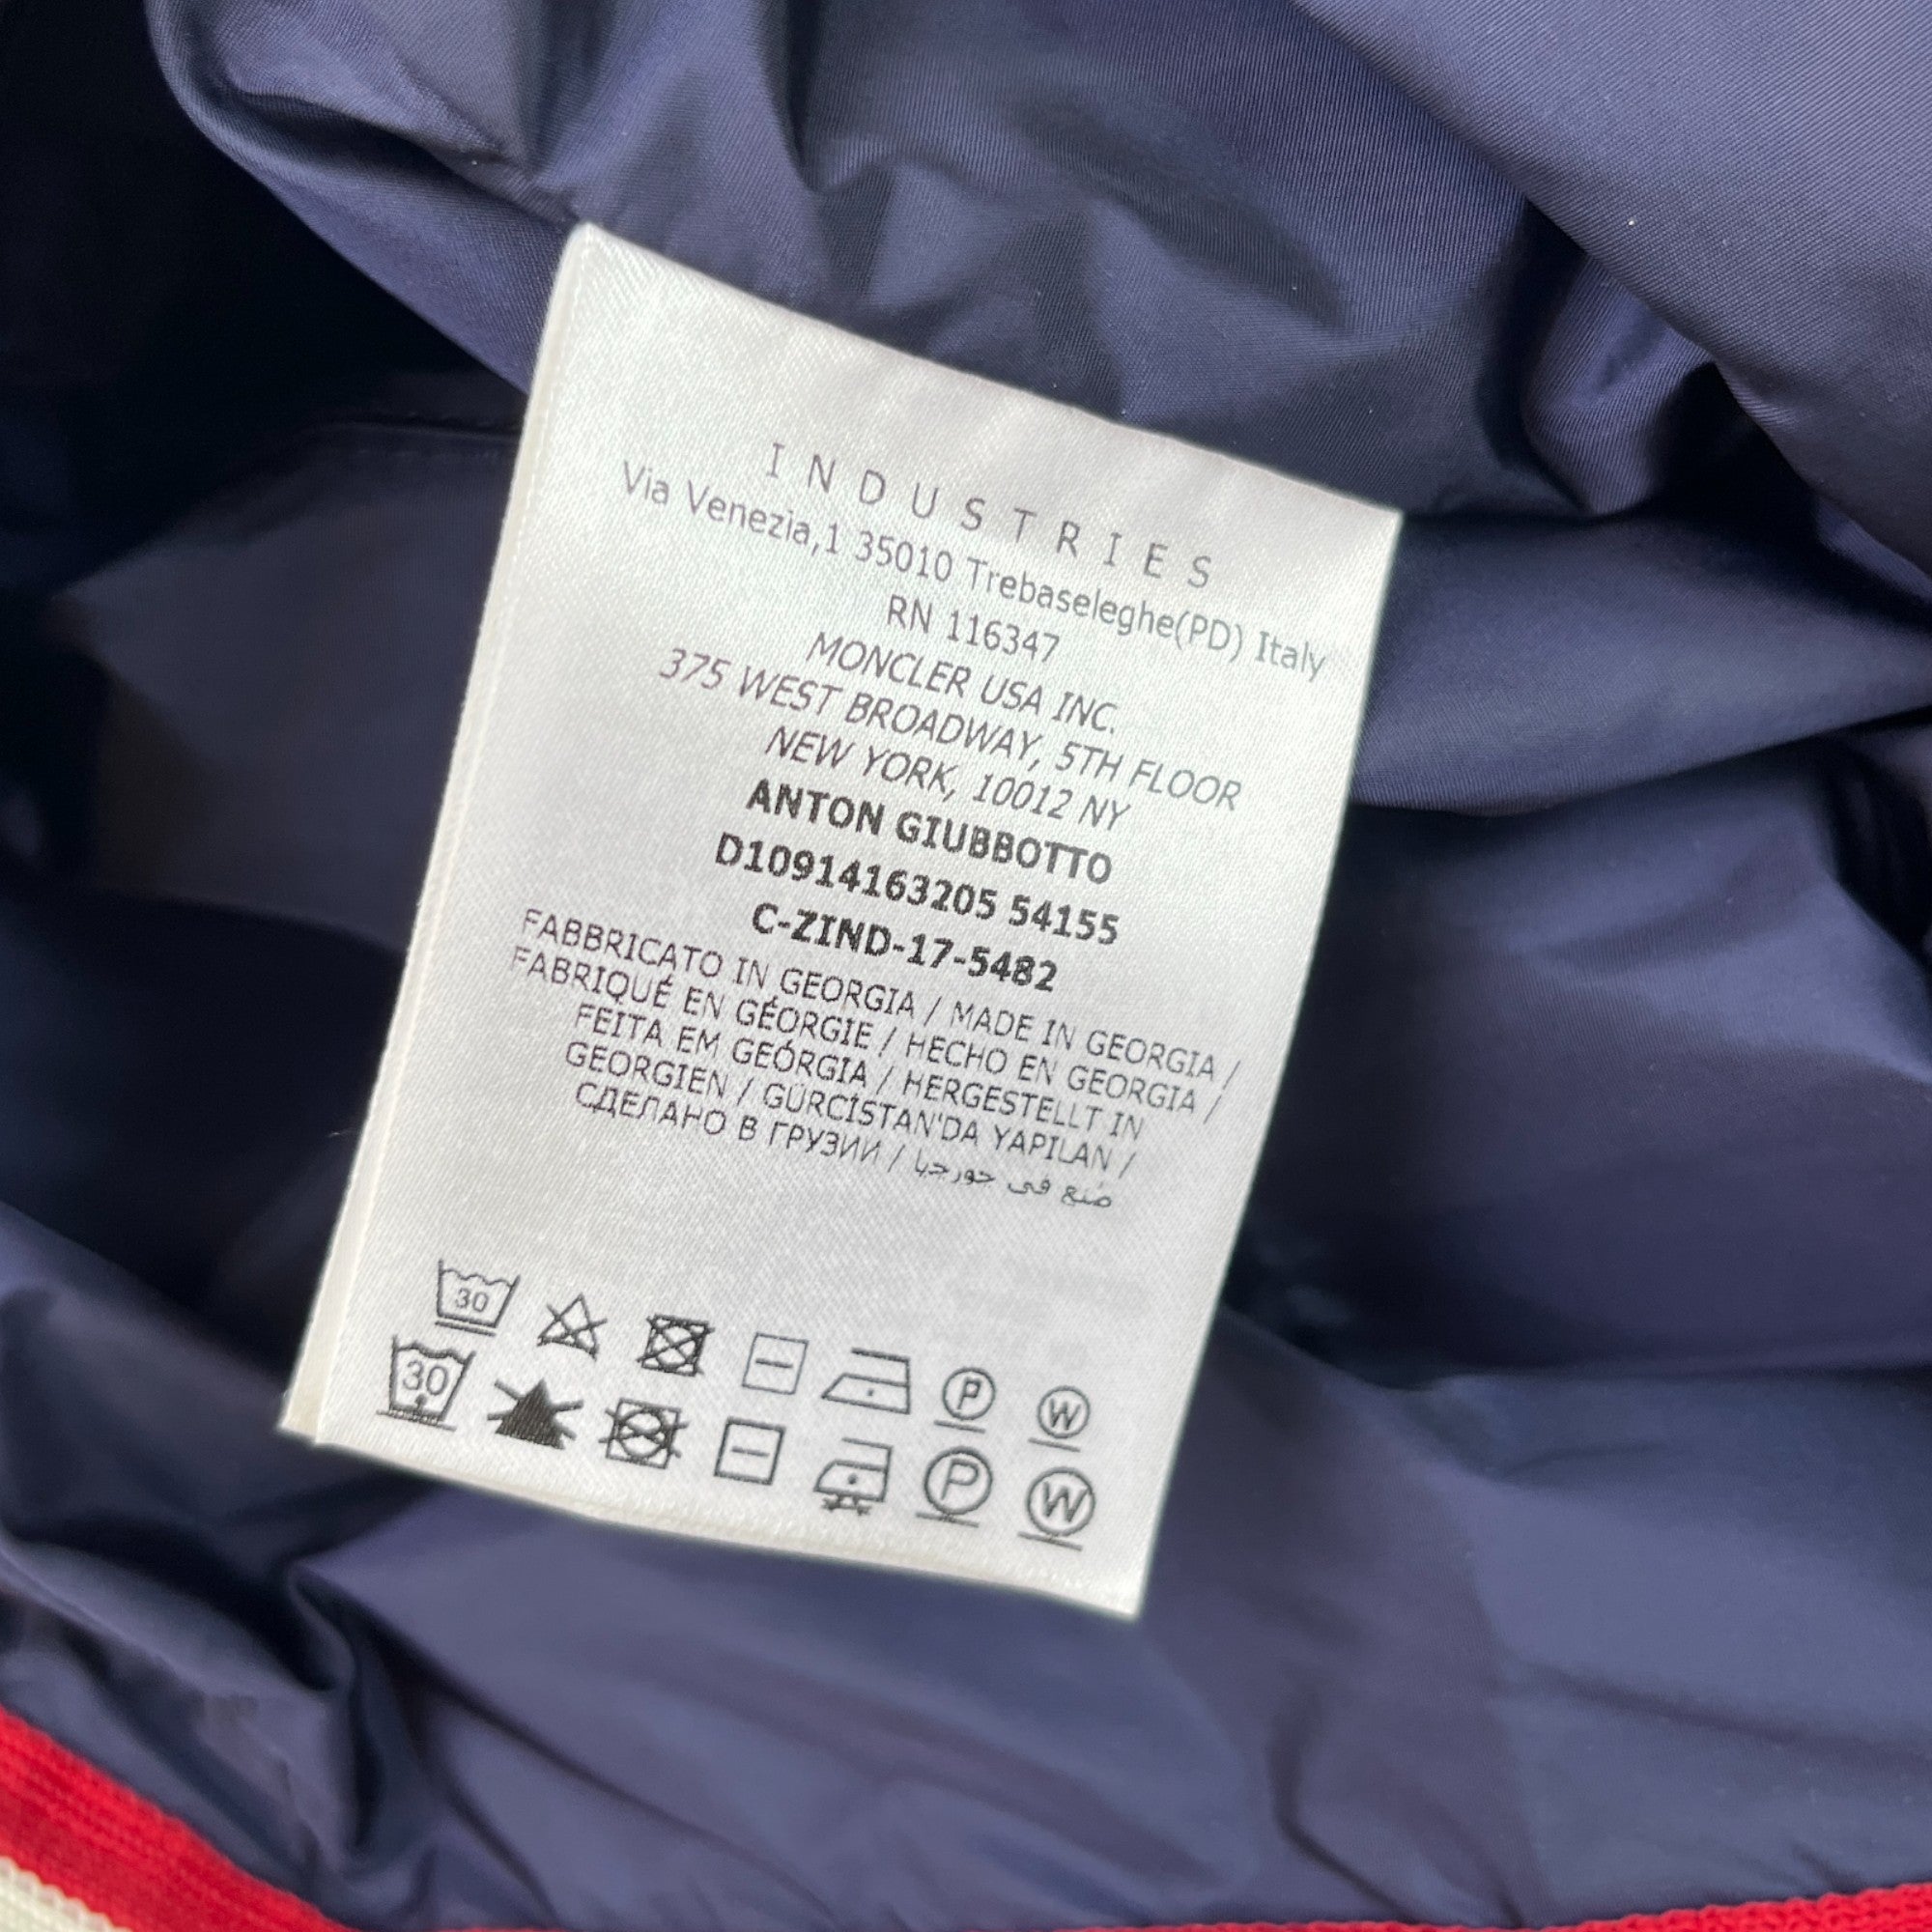 INDUSTRIES
Via Venezia,1 35010 Trebaseleghe(PD) Italy
RN 116347
MONCLER USA INC.
375 WEST BROADWAY, 5TH FLOOR
NEW YORK, 10012 NY
ANTON GIUBBOTTO
D10914163205 54155
C-ZIND-17-5482
FABBRICATO IN GEORGIA / MADE IN GEORGIA /
FABRIQUÉ EN GÉORGIE / HECHO EN GEORGIA /
FEITA EM GEÓRGIA / HERGESTELLT IN
GEORGIEN / GÜRCİSTAN'DA YAPILAN /
СДЕЛАНО В ГРУЗИИ / صنع في جورجيا
30 P W
30 P W